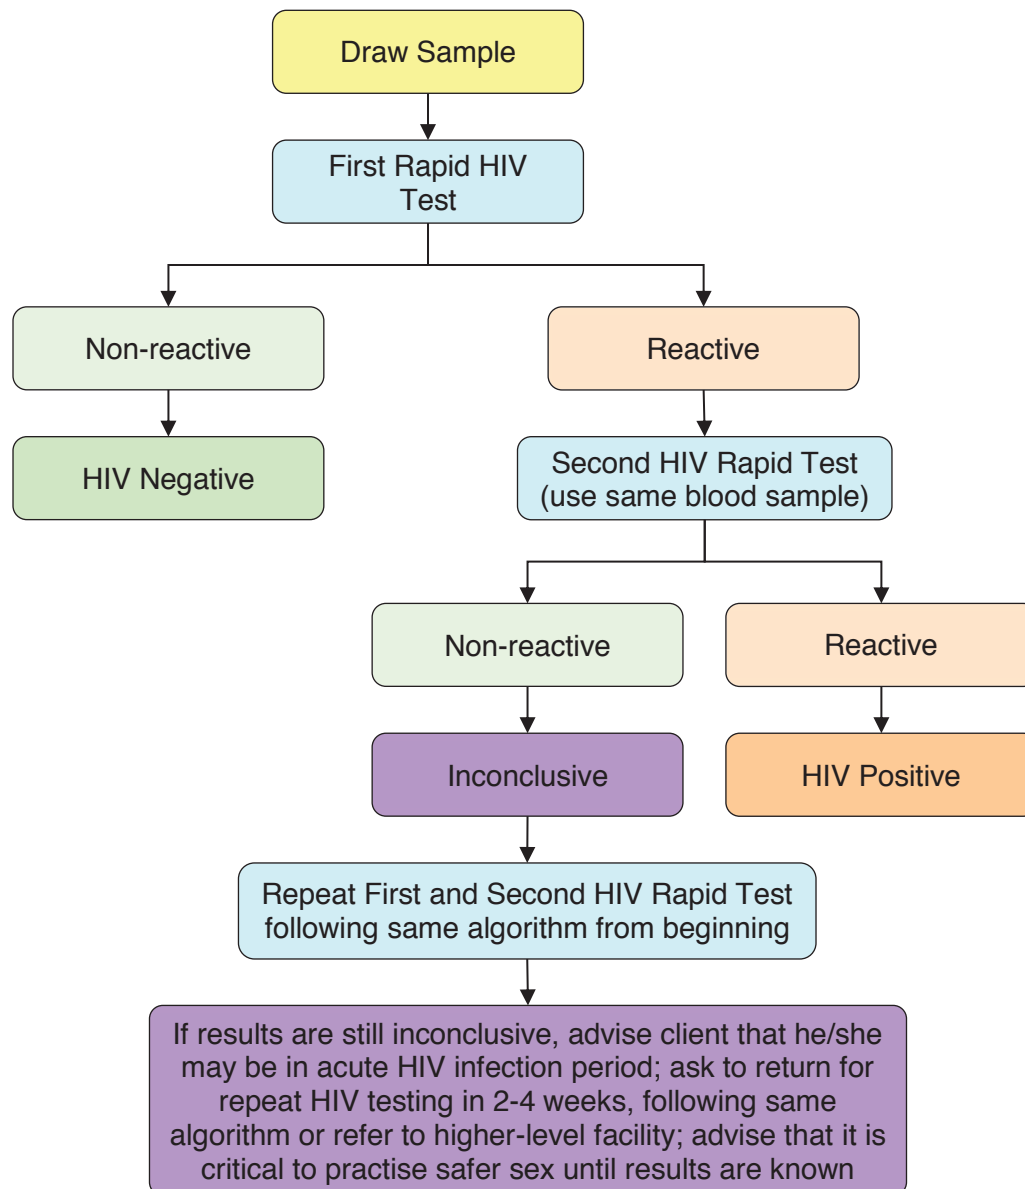 Draw Sample
First Rapid HIV
Test
Non-reactive
Reactive
HIV Negative
Second HIV Rapid Test
(use same blood sample)
Non-reactive
Reactive
Inconclusive
HIV Positive
Repeat First and Second HIV Rapid Test
following same algorithm from beginning
If results are still inconclusive, advise client that he/she
may be in acute HIV infection period; ask to return for
repeat HIV testing in 2-4 weeks, following same
algorithm or refer to higher-level facility; advise that it is
critical to practise safer sex until results are known